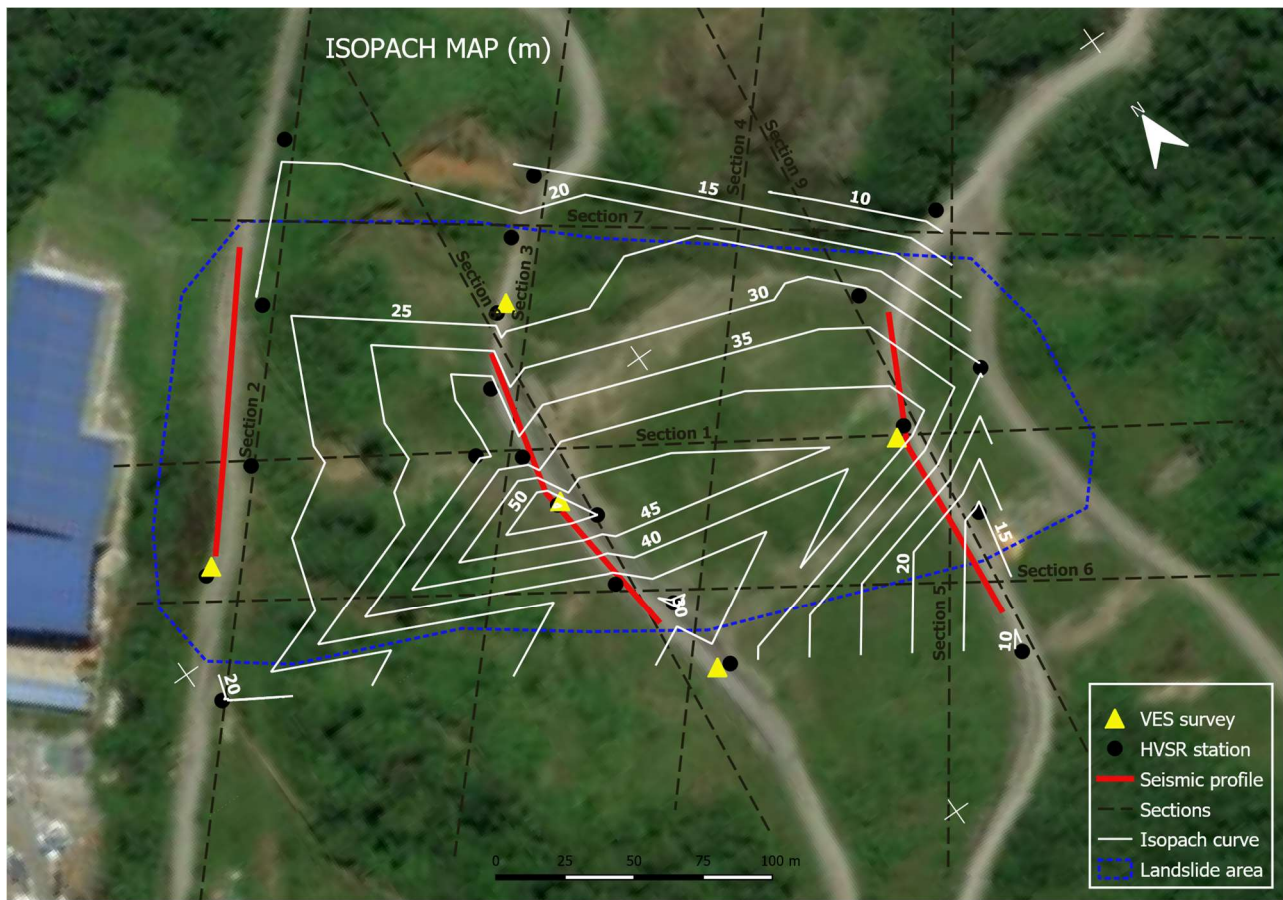 ISOPACH MAP (m)
N
Section 4
Section 9
20
15
10
Section 7
Section
Section 3
25
30
35
Section 2
Section 1
50
45
40
15
20
Section 6
Section 5
10
20
0 25 50 75 100 m
VES survey
HVSR station
Seismic profile
Sections
Isopach curve
Landslide area